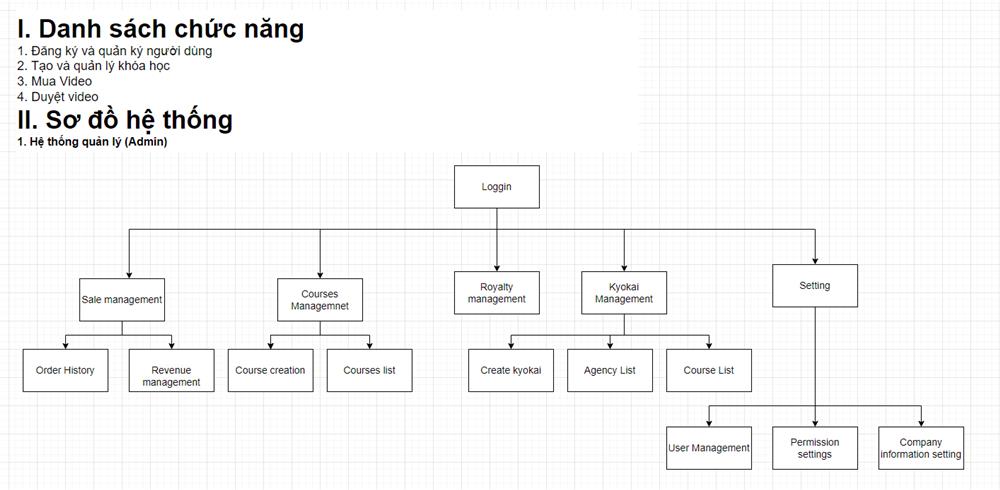 I. Danh sách chức năng
1. Đăng ký và quản ký người dùng
2. Tạo và quản lý khóa học
3. Mua Video
4. Duyệt video
II. Sơ đồ hệ thống
1. Hệ thống quản lý (Admin)
Loggin
Sale management
Courses
Managemnet
Royalty
management
Kyokai
Management
Setting
Order History
Revenue
management
Course creation
Courses list
Create kyokai
Agency List
Course List
User Management
Permission
settings
Company
information setting